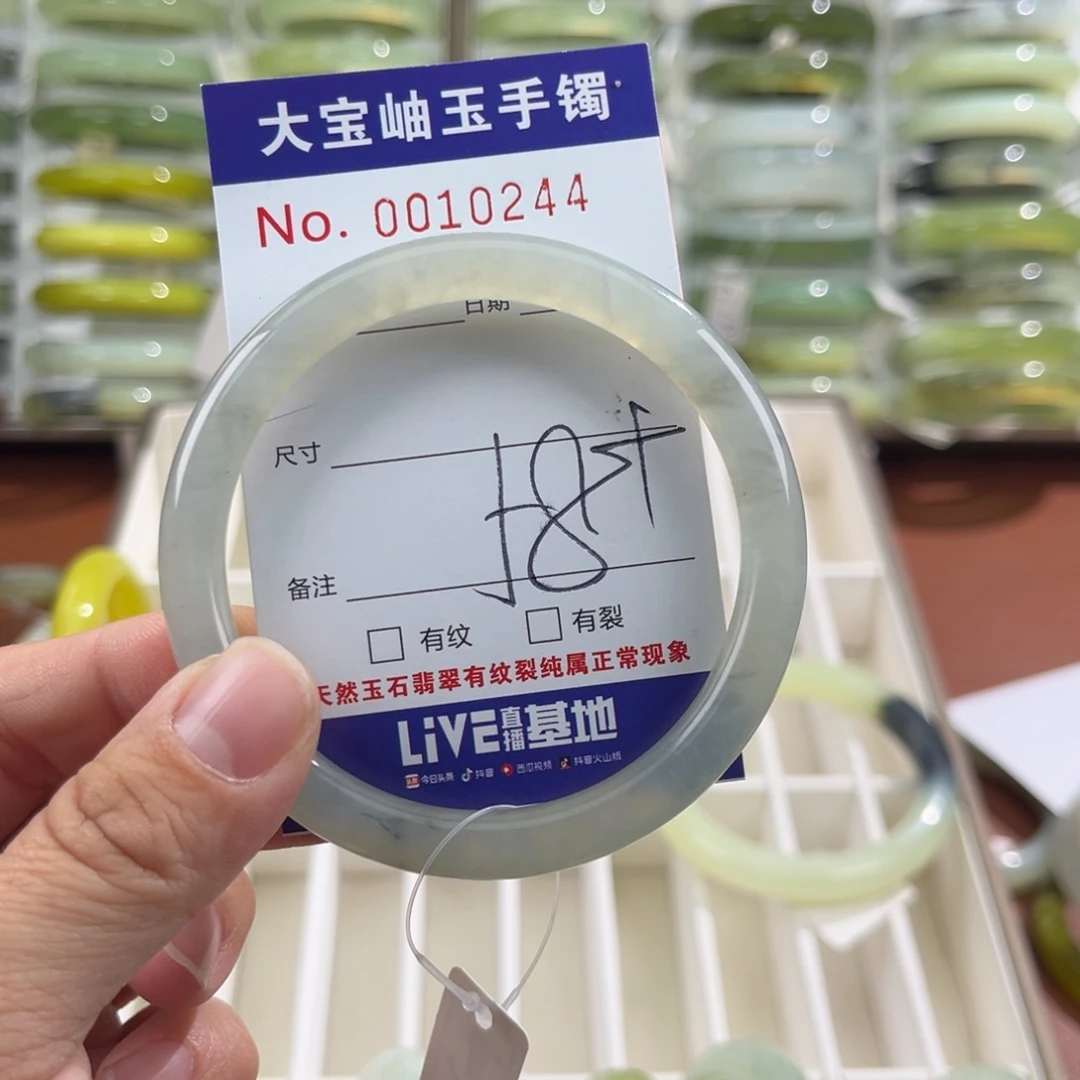 大宝岫玉手镯
No. 0010244
日期
尺寸
备注
有纹 有裂
天然玉石翡翠有纹裂纯属正常现象
LiVE直播基地
今日头条 抖音 西瓜视频 抖音火山版